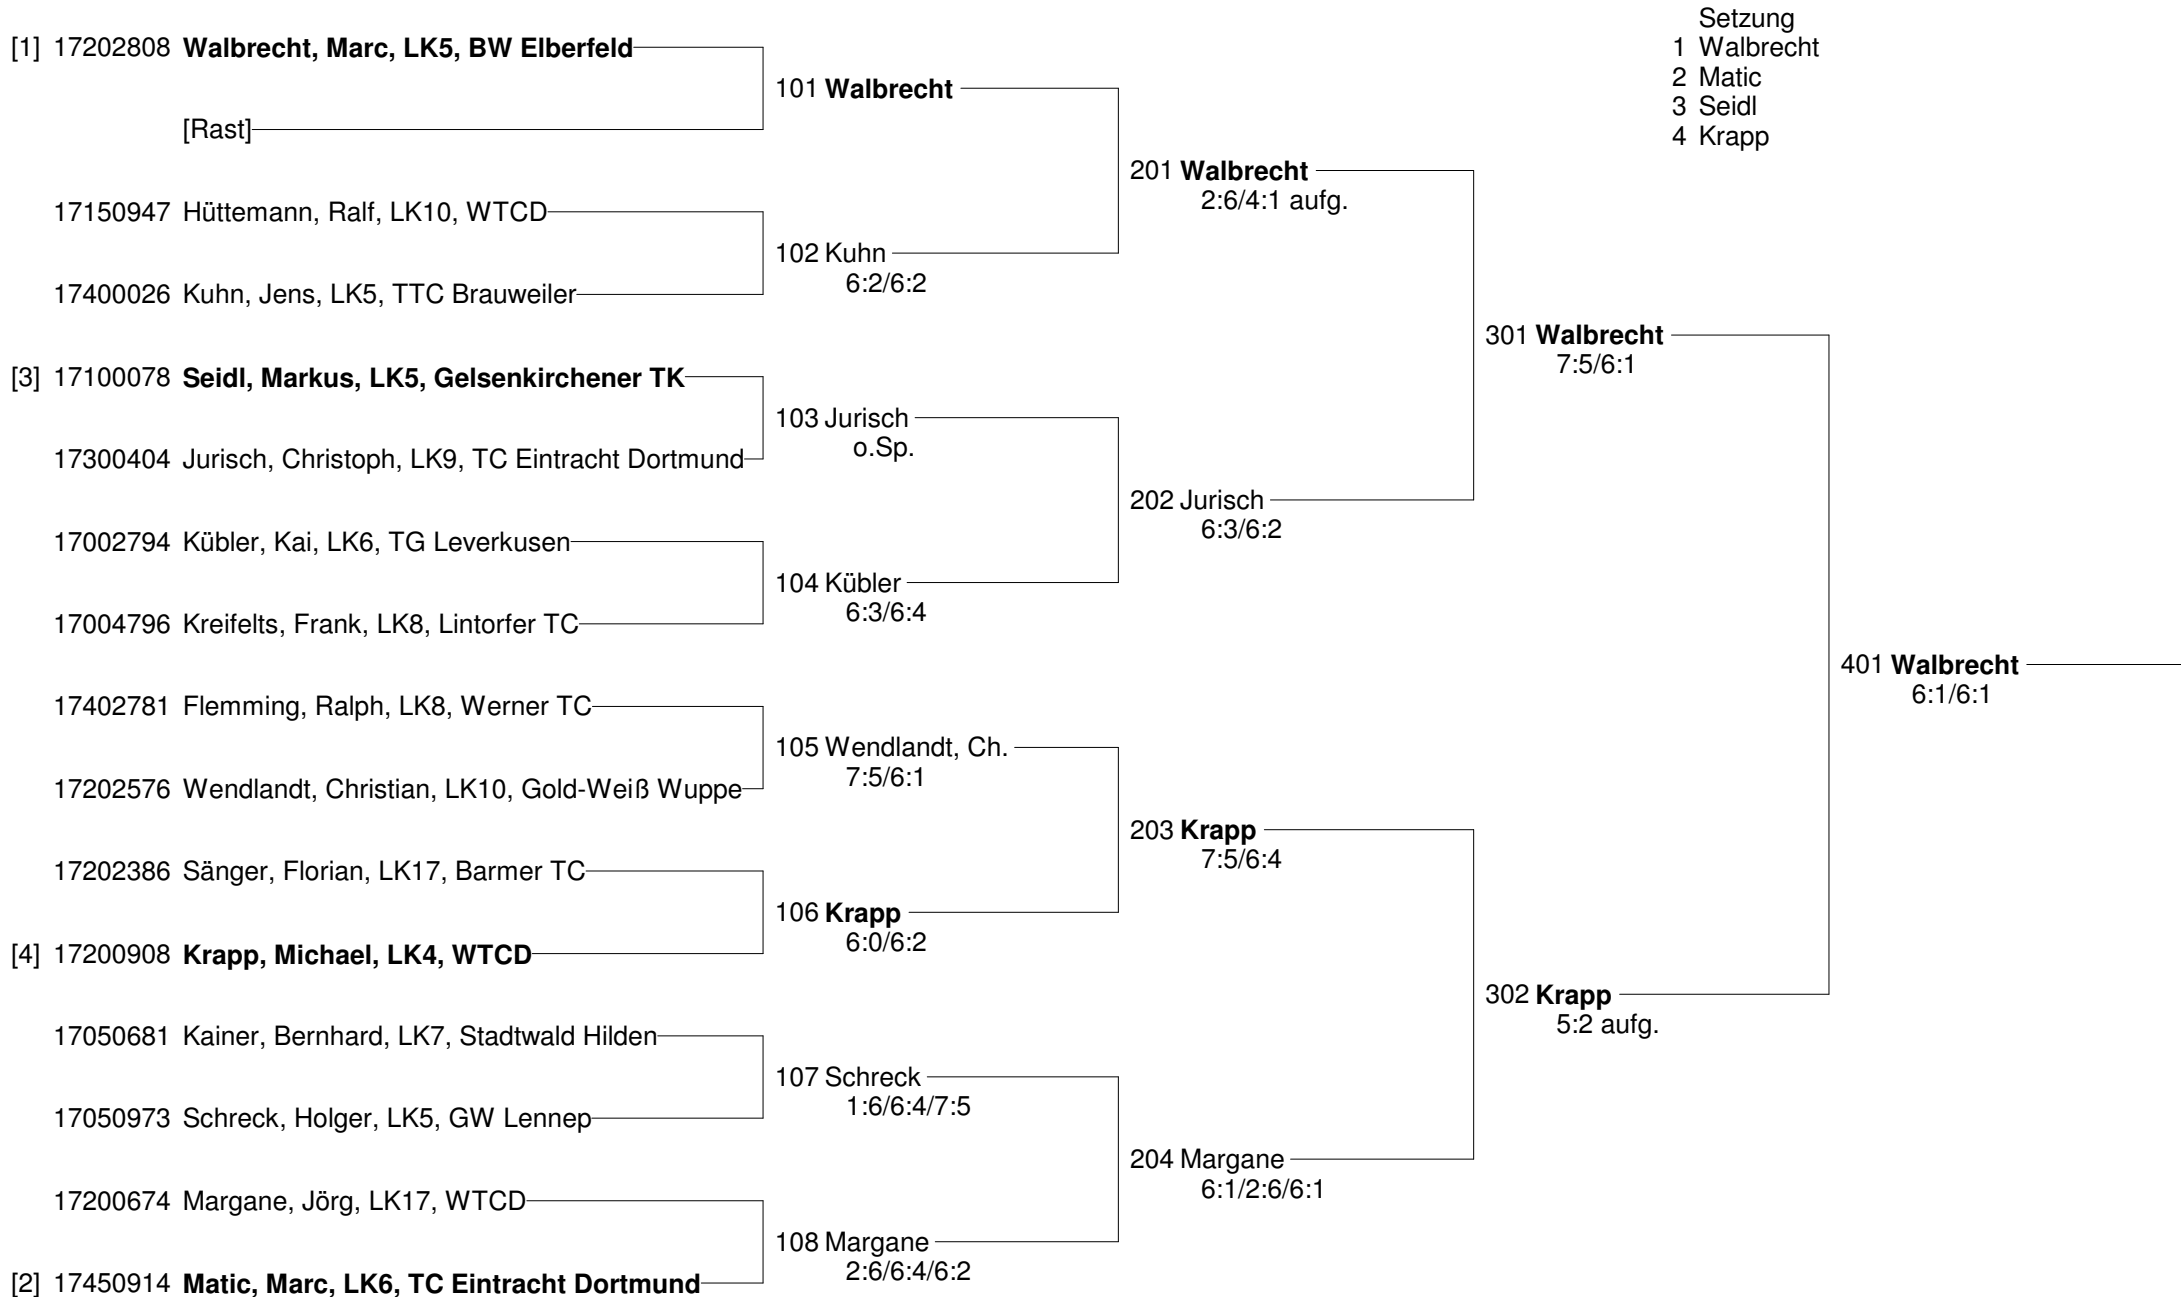 Setzung
1 Walbrecht
2 Matic
3 Seidl
4 Krapp
[1] 17202808 Walbrecht, Marc, LK5, BW Elberfeld
101 Walbrecht
[Rast]
201 Walbrecht
2:6/4:1 aufg.
17150947 Hüttemann, Ralf, LK10, WTCD
102 Kuhn
6:2/6:2
17400026 Kuhn, Jens, LK5, TTC Brauweiler
301 Walbrecht
7:5/6:1
[3] 17100078 Seidl, Markus, LK5, Gelsenkirchener TK
103 Jurisch
o.Sp.
17300404 Jurisch, Christoph, LK9, TC Eintracht Dortmund
202 Jurisch
6:3/6:2
17002794 Kübler, Kai, LK6, TG Leverkusen
104 Kübler
6:3/6:4
17004796 Kreifelts, Frank, LK8, Lintorfer TC
401 Walbrecht
6:1/6:1
17402781 Flemming, Ralph, LK8, Werner TC
105 Wendlandt, Ch.
7:5/6:1
17202576 Wendlandt, Christian, LK10, Gold-Weiß Wuppe
203 Krapp
7:5/6:4
17202386 Sänger, Florian, LK17, Barmer TC
106 Krapp
6:0/6:2
[4] 17200908 Krapp, Michael, LK4, WTCD
302 Krapp
5:2 aufg.
17050681 Kainer, Bernhard, LK7, Stadtwald Hilden
107 Schreck
1:6/6:4/7:5
17050973 Schreck, Holger, LK5, GW Lennep
204 Margane
6:1/2:6/6:1
17200674 Margane, Jörg, LK17, WTCD
108 Margane
2:6/6:4/6:2
[2] 17450914 Matic, Marc, LK6, TC Eintracht Dortmund